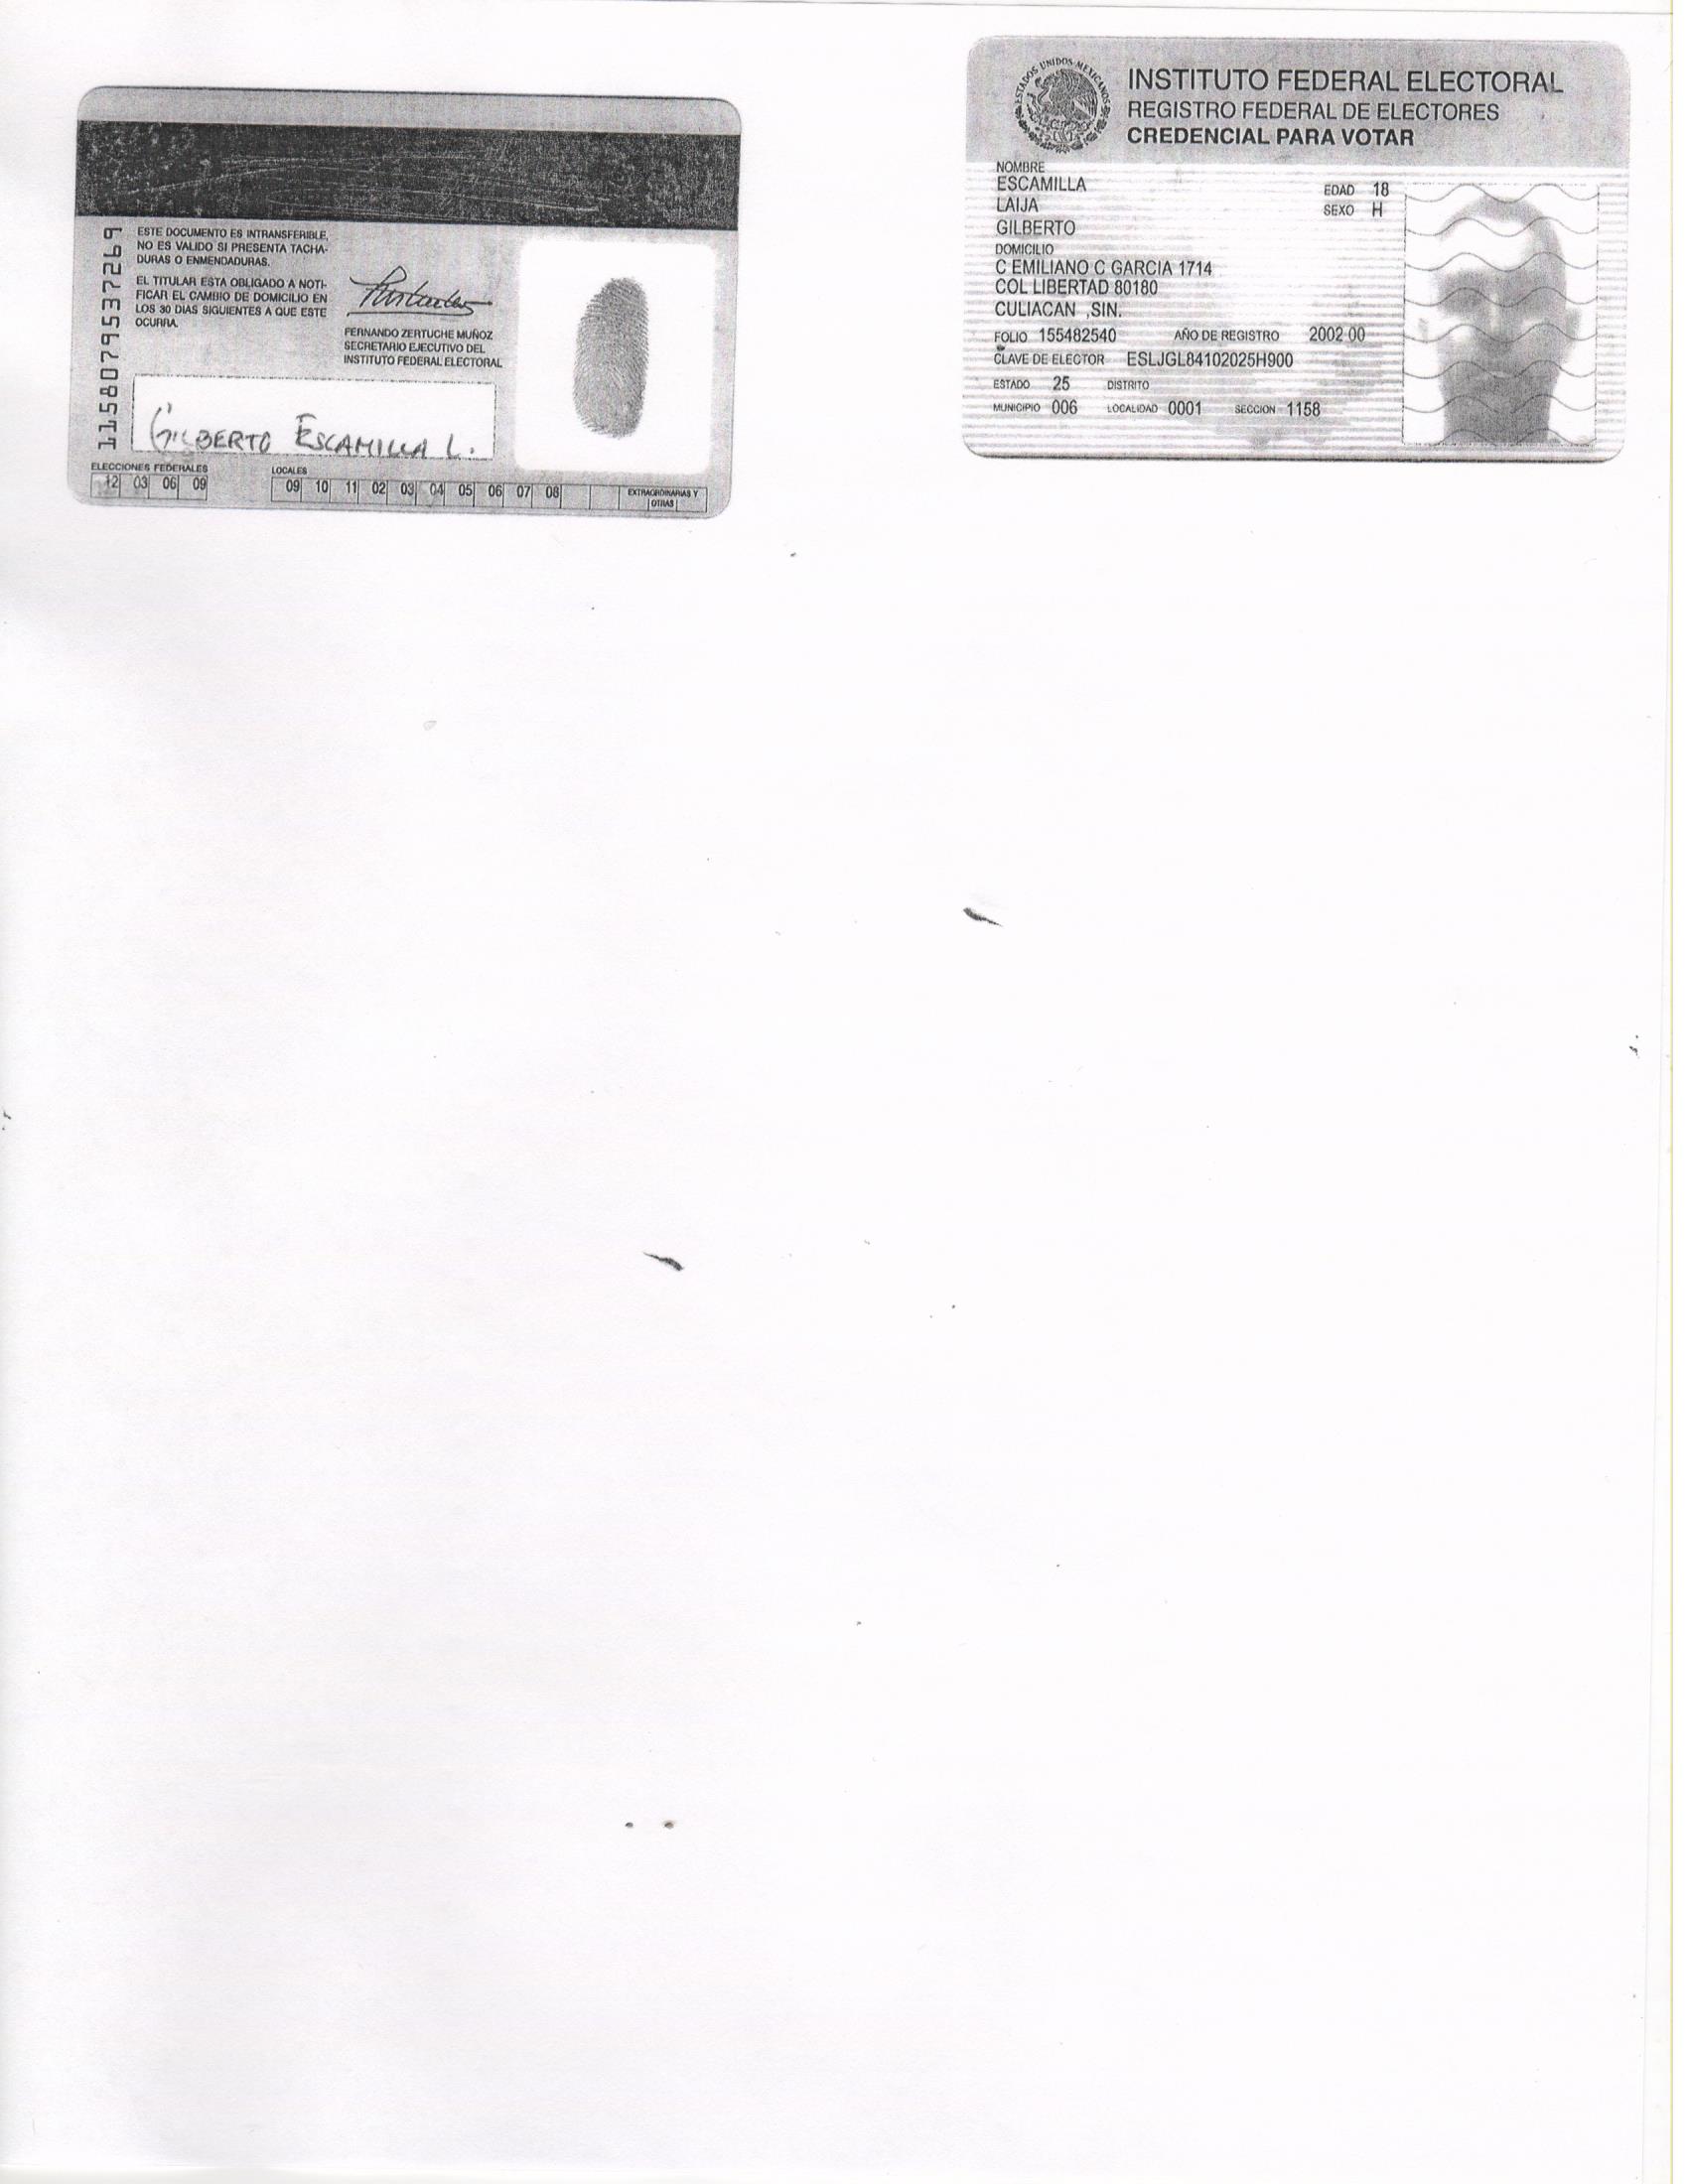 ESTE DOCUMENTO ES INTRANSFERIBLE,
NO ES VALIDO SI PRESENTA TACHA-
DURAS O ENMENDADURAS.
EL TITULAR ESTA OBLIGADO A NOTI-
FICAR EL CAMBIO DE DOMICILIO EN
LOS 30 DIAS SIGUIENTES A QUE ESTE
OCURRA.
FERNANDO ZERTUCHE MUÑOZ
SECRETARIO EJECUTIVO DEL
INSTITUTO FEDERAL ELECTORAL
1158079537269
GILBERTO ESCAMILLA L.
ELECCIONES FEDERALES
12 03 06 09
LOCALES
09 10 11 02 03 04 05 06 07 08
EXTRAORDINARIAS Y
OTRAS
ESTADOS UNIDOS MEXICANOS
INSTITUTO FEDERAL ELECTORAL
REGISTRO FEDERAL DE ELECTORES
CREDENCIAL PARA VOTAR
NOMBRE
ESCAMILLA
LAIJA
GILBERTO
EDAD 18
SEXO H
DOMICILIO
C EMILIANO C GARCIA 1714
COL LIBERTAD 80180
CULIACAN ,SIN.
FOLIO 155482540 AÑO DE REGISTRO 2002 00
CLAVE DE ELECTOR ESLJGL84102025H900
ESTADO 25 DISTRITO
MUNICIPIO 006 LOCALIDAD 0001 SECCION 1158